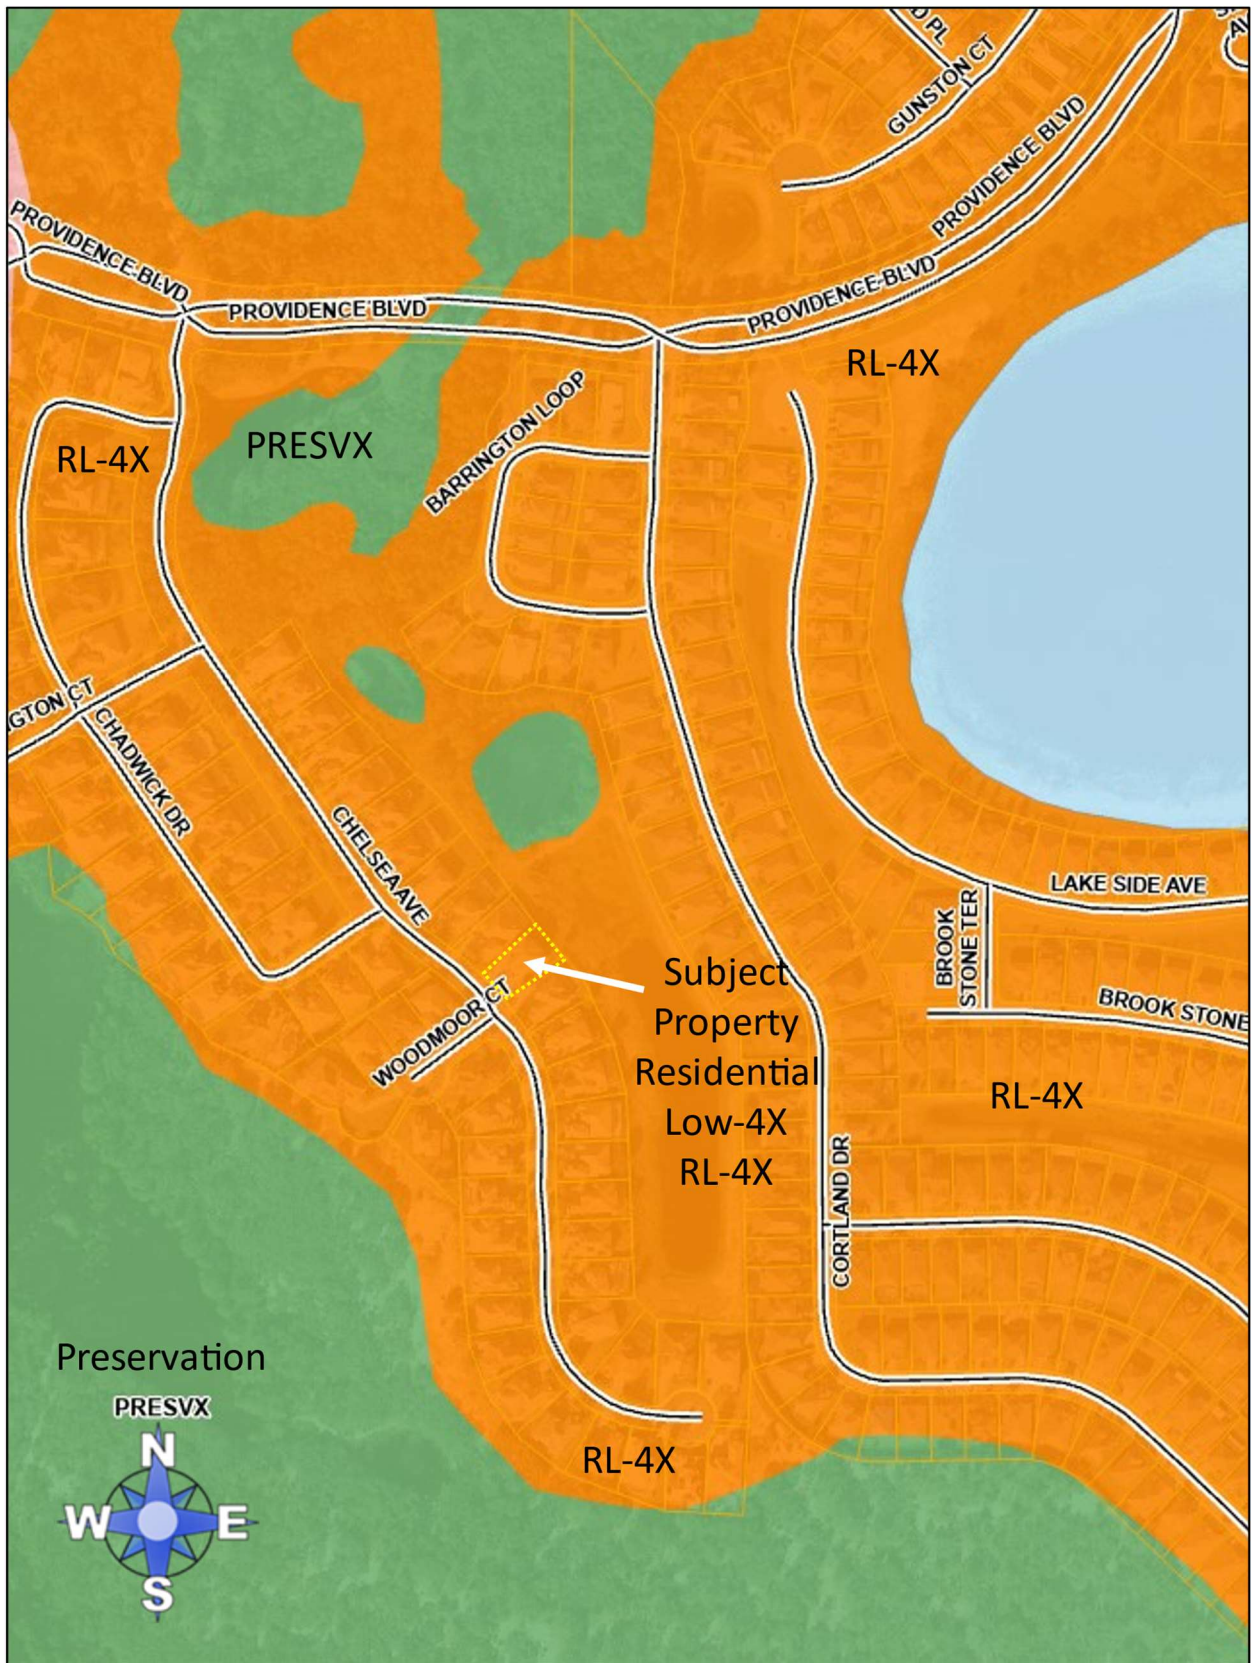 D PL
GUNSTON CT
PROVIDENCE BLVD
PROVIDENCE BLVD
PROVIDENCE BLVD
PROVIDENCE BLVD
RL-4X
BARRINGTON LOOP
RL-4X
PRESVX
GTON CT
CHADWICK DR
CHELSEA AVE
LAKE SIDE AVE
BROOK
STONE TER
BROOK STONE
WOODMOOR CT
Subject
Property
Residential
Low-4X
RL-4X
RL-4X
CORTLAND DR
Preservation
PRESVX
N
W E
S
RL-4X